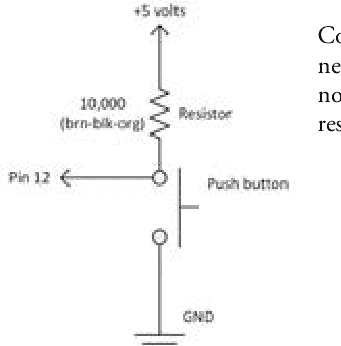 +5 volts
10,000
(brn-blk-org)
Resistor
Pin 12
Push button
GND
Co
ne
no
res